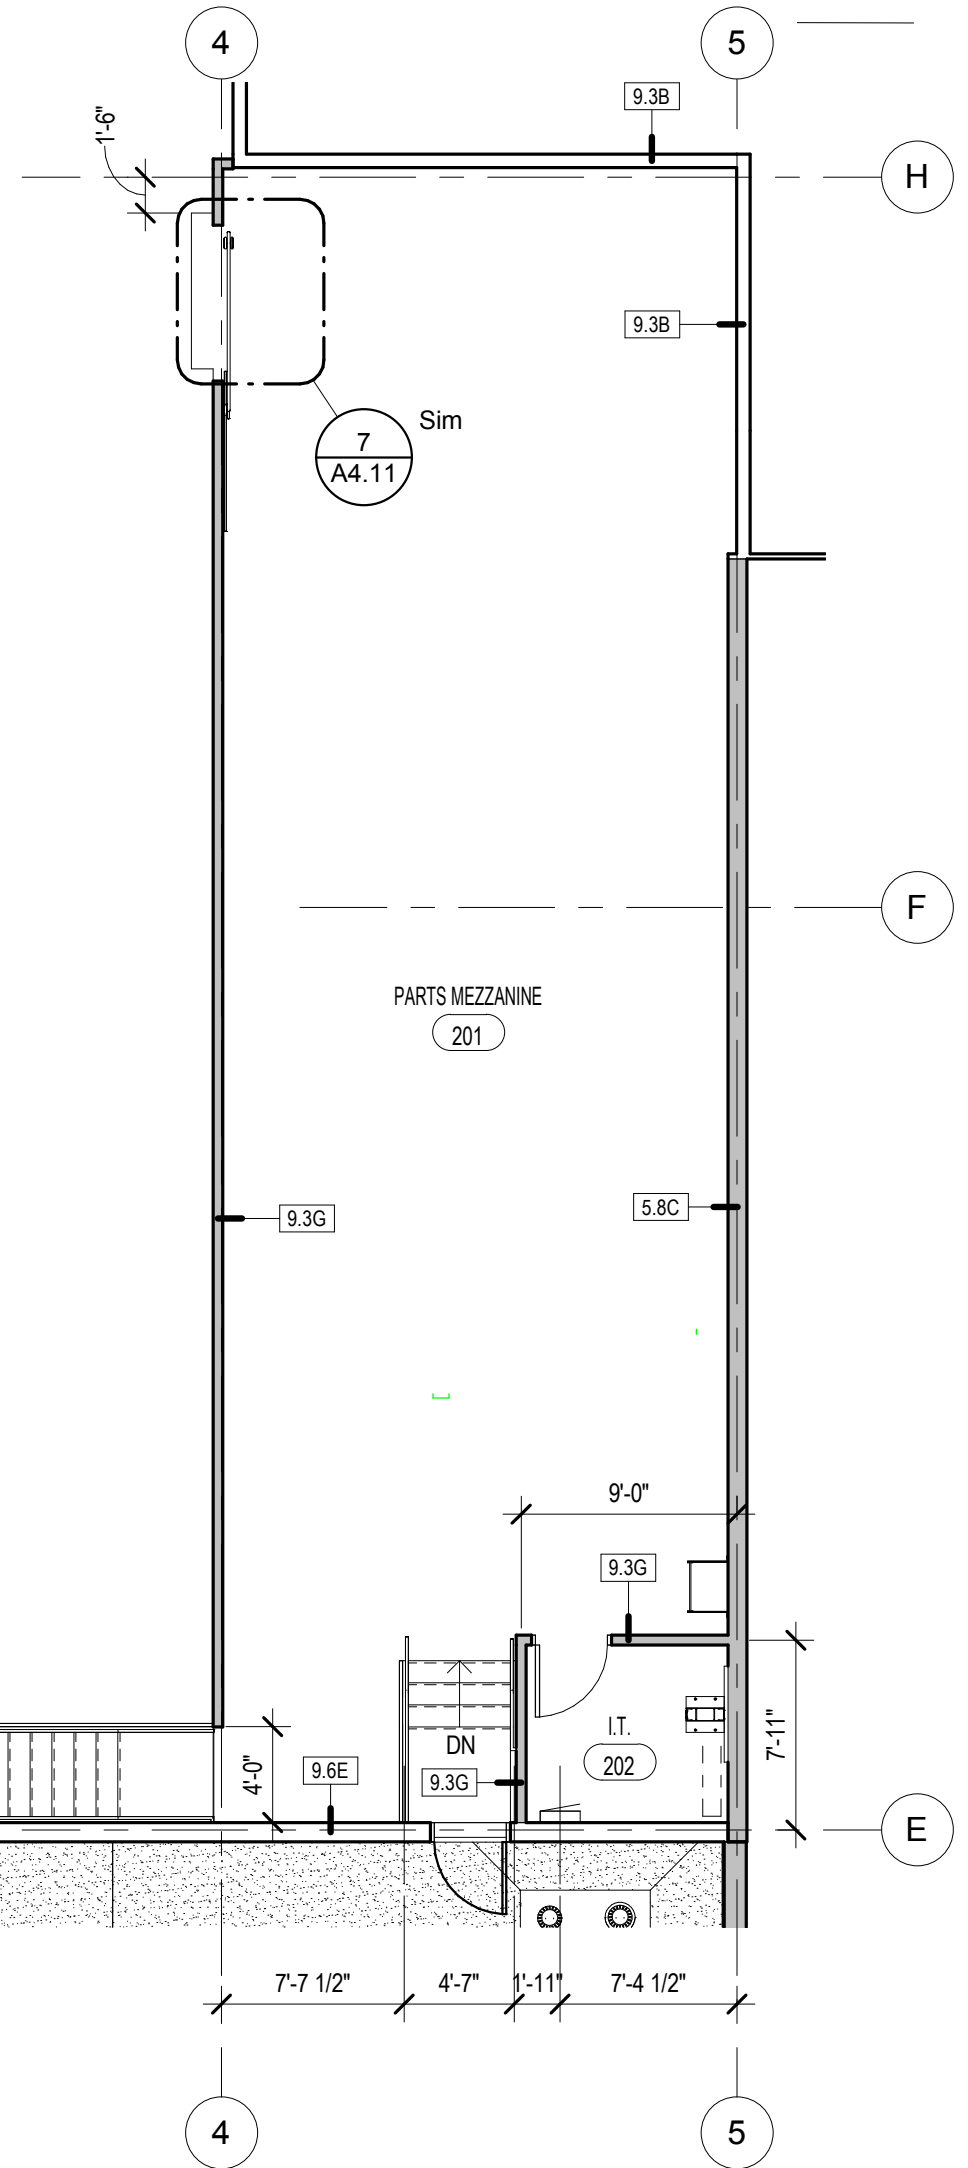 4
5
9.3B
1'-6"
H
9.3B
Sim
7
A4.11
F
PARTS MEZZANINE
201
9.3G
5.8C
9'-0"
9.3G
I.T.
202
DN
7'-11"
4'-0"
9.6E
9.3G
E
7'-7 1/2"
4'-7"
1'-11"
7'-4 1/2"
4
5